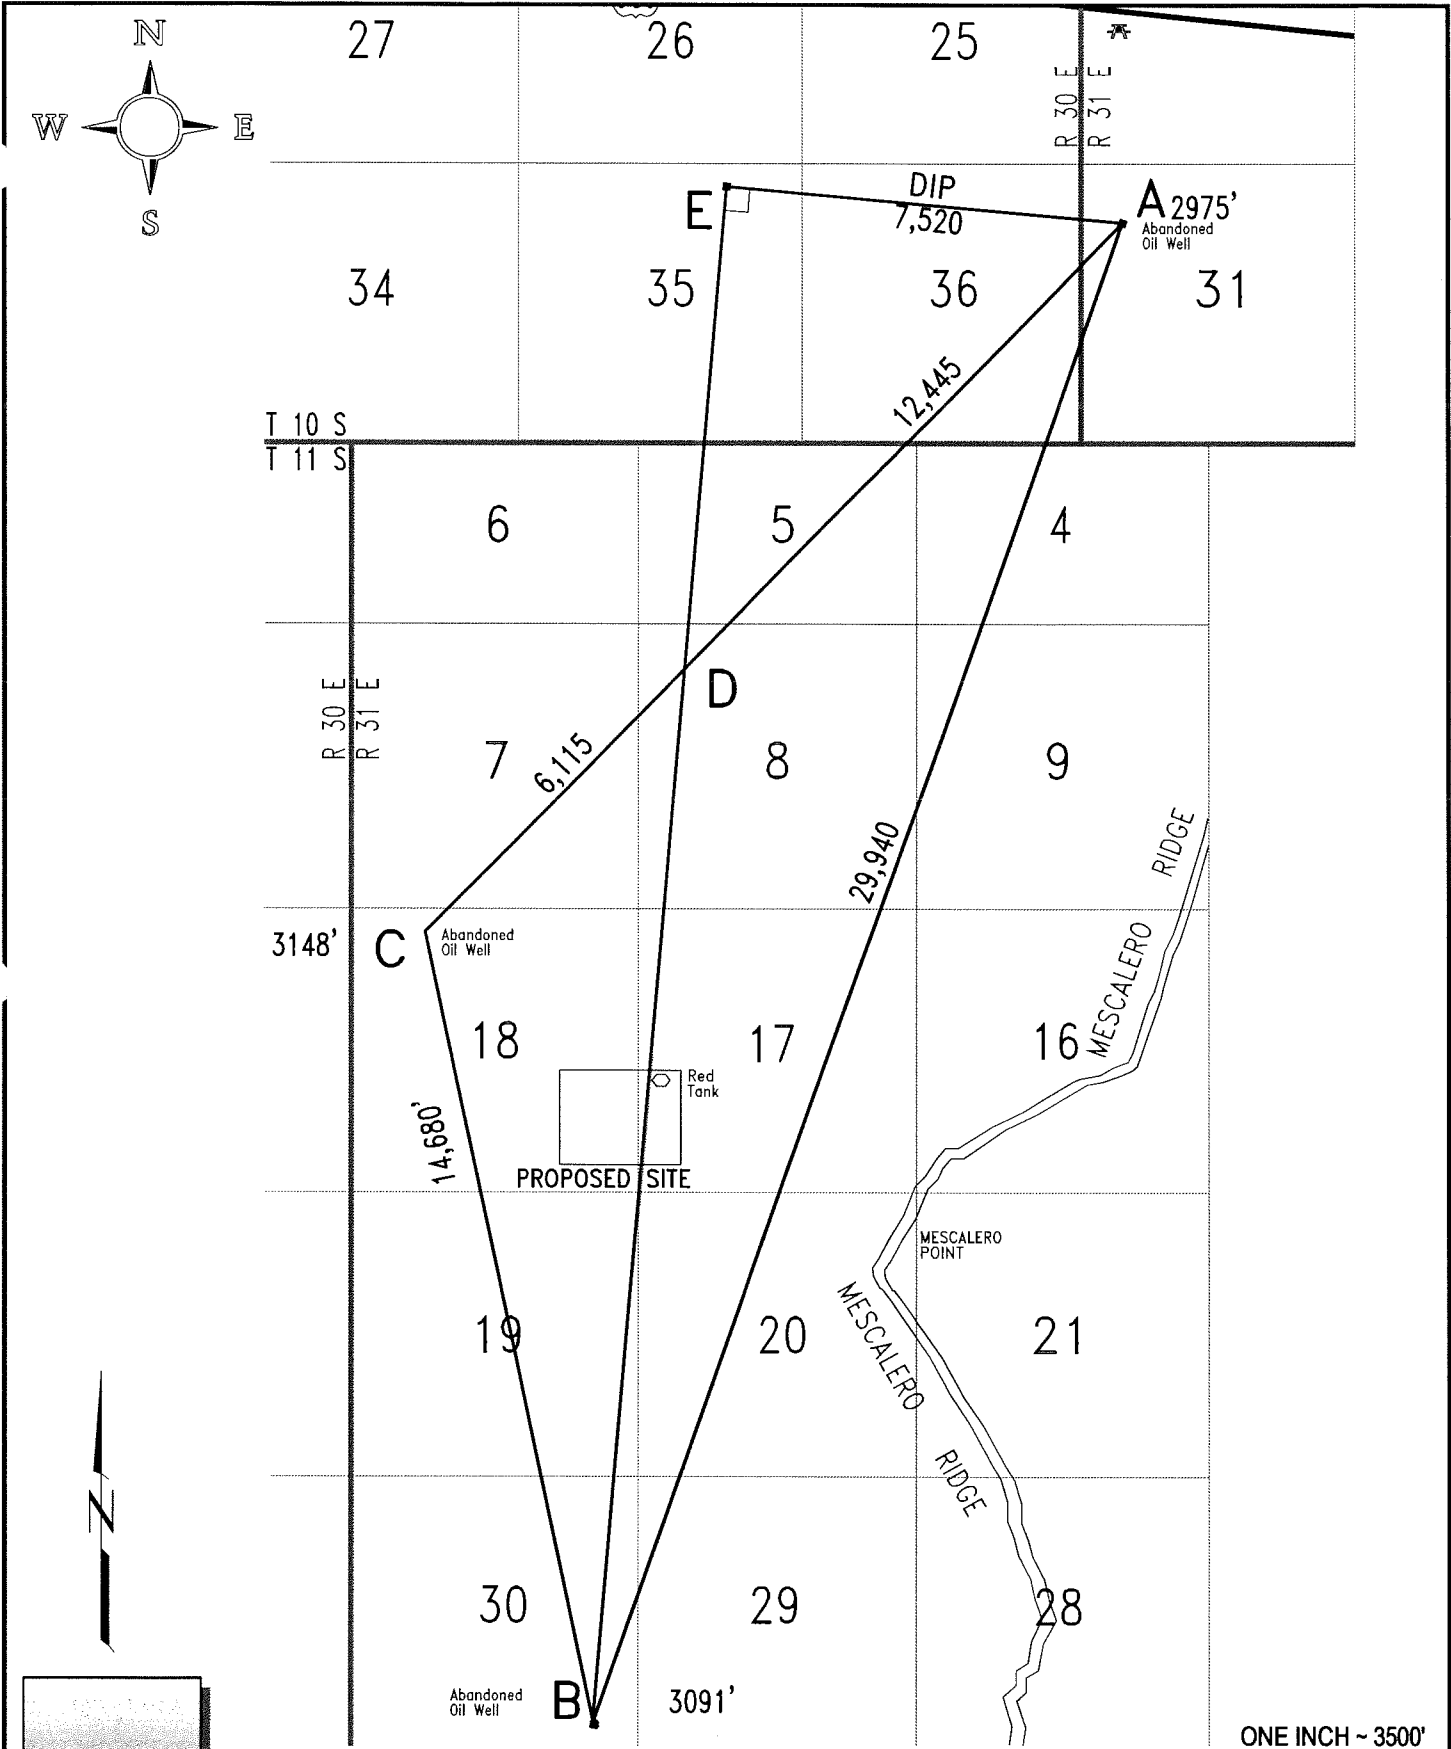 N
W E
S
27
26
25
R 30 E
R 31 E
E
DIP
7,520
A 2975'
Abandoned
Oil Well
34
35
36
31
12,445
T 10 S
T 11 S
6
5
4
R 30 E
R 31 E
D
7
8
9
6,115
29,940
MESCALERO RIDGE
3148'
C
Abandoned
Oil Well
18
17
16
Red
Tank
14,680'
PROPOSED SITE
MESCALERO
POINT
19
20
21
MESCALERO RIDGE
N
30
29
28
Abandoned
Oil Well
B
3091'
ONE INCH ~ 3500'